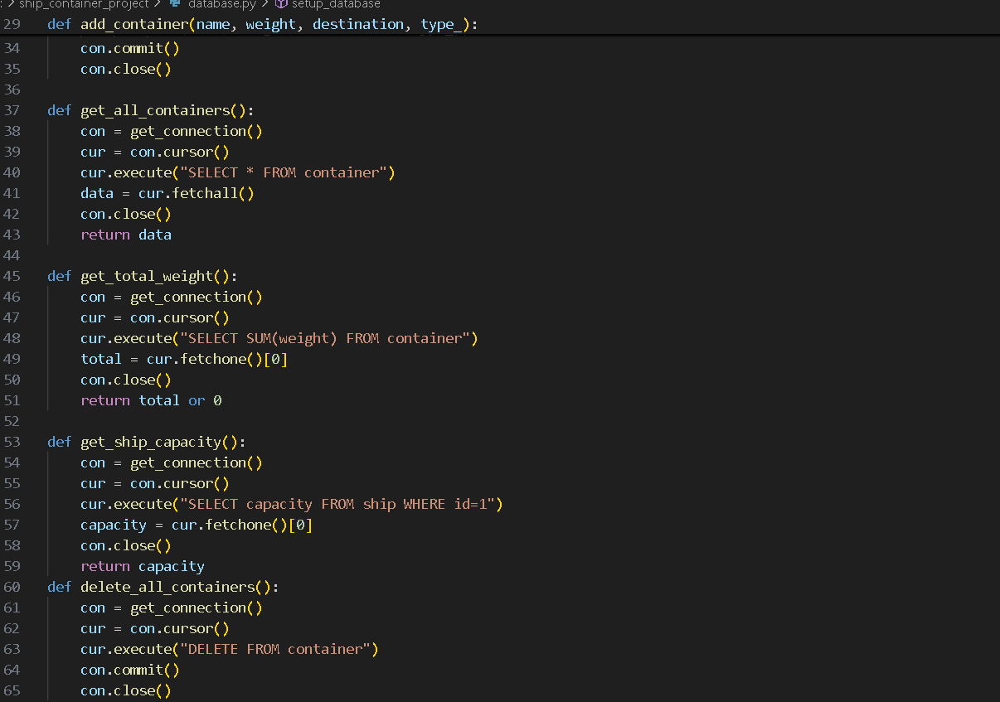 : > ship_container_project > database.py > setup_database
29 def add_container(name, weight, destination, type_):
34 con.commit()
35 con.close()
36
37 def get_all_containers():
38 con = get_connection()
39 cur = con.cursor()
40 cur.execute("SELECT * FROM container")
41 data = cur.fetchall()
42 con.close()
43 return data
44
45 def get_total_weight():
46 con = get_connection()
47 cur = con.cursor()
48 cur.execute("SELECT SUM(weight) FROM container")
49 total = cur.fetchone()[0]
50 con.close()
51 return total or 0
52
53 def get_ship_capacity():
54 con = get_connection()
55 cur = con.cursor()
56 cur.execute("SELECT capacity FROM ship WHERE id=1")
57 capacity = cur.fetchone()[0]
58 con.close()
59 return capacity
60 def delete_all_containers():
61 con = get_connection()
62 cur = con.cursor()
63 cur.execute("DELETE FROM container")
64 con.commit()
65 con.close()